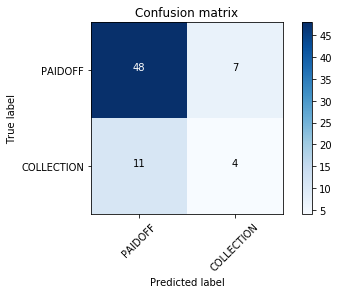 Confusion matrix
True label
PAIDOFF
COLLECTION
48
7
11
4
PAIDOFF
COLLECTION
Predicted label
45
40
35
30
25
20
15
10
5